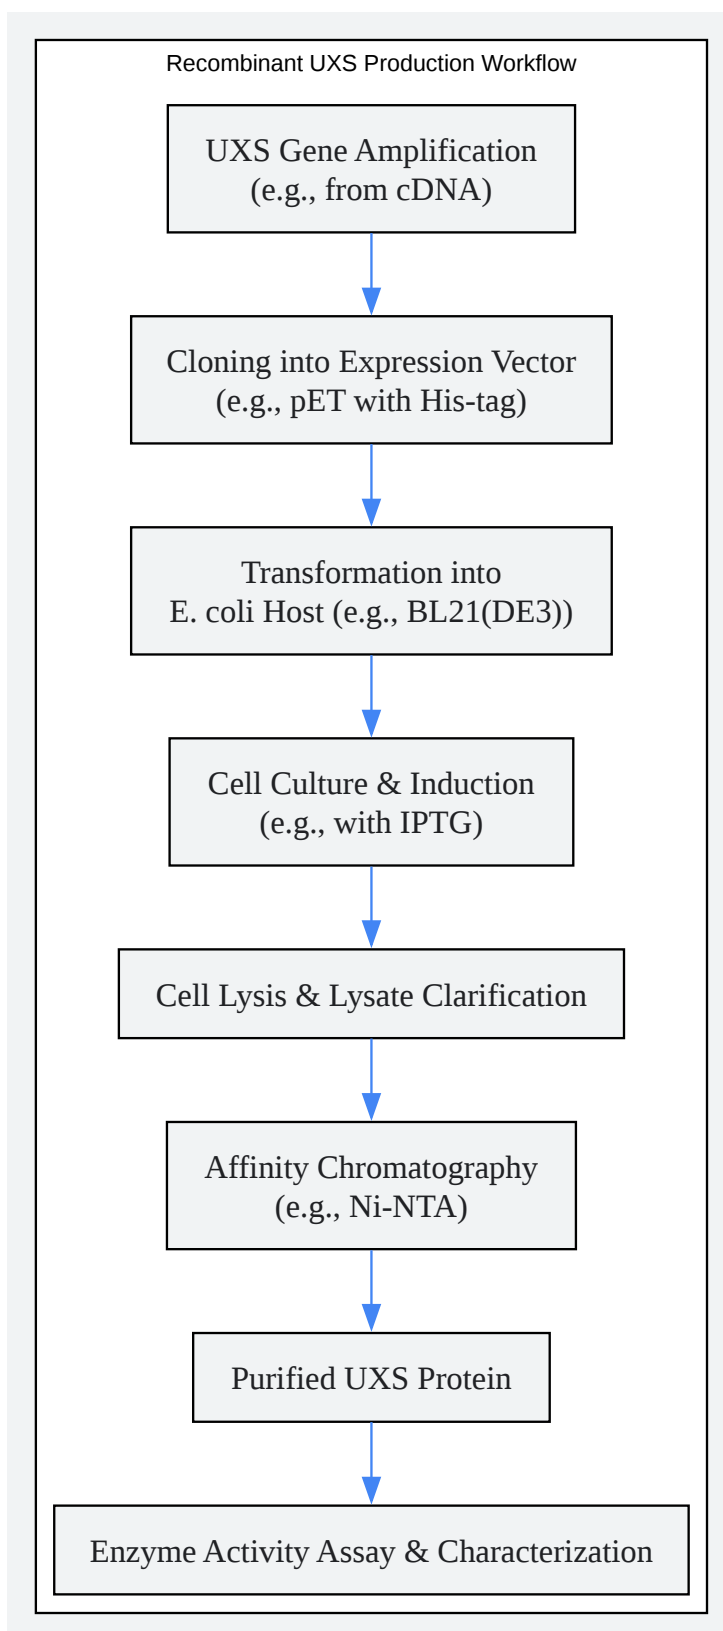 Recombinant UXS Production Workflow
UXS Gene Amplification
(e.g., from cDNA)
Cloning into Expression Vector
(e.g., pET with His-tag)
Transformation into
E. coli Host (e.g., BL21(DE3))
Cell Culture & Induction
(e.g., with IPTG)
Cell Lysis & Lysate Clarification
Affinity Chromatography
(e.g., Ni-NTA)
Purified UXS Protein
Enzyme Activity Assay & Characterization